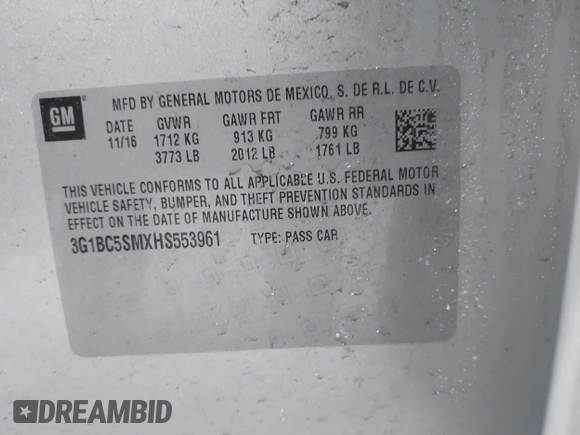 GM
MFD BY GENERAL MOTORS DE MEXICO, S. DE R.L. DE C.V.
DATE GVWR GAWR FRT GAWR RR
11/16 1712 KG 913 KG 799 KG
3773 LB 2012 LB 1761 LB
THIS VEHICLE CONFORMS TO ALL APPLICABLE U.S. FEDERAL MOTOR
VEHICLE SAFETY, BUMPER, AND THEFT PREVENTION STANDARDS IN
EFFECT ON THE DATE OF MANUFACTURE SHOWN ABOVE.
3G1BC5SMXHS553961 TYPE: PASS CAR
DREAMBID